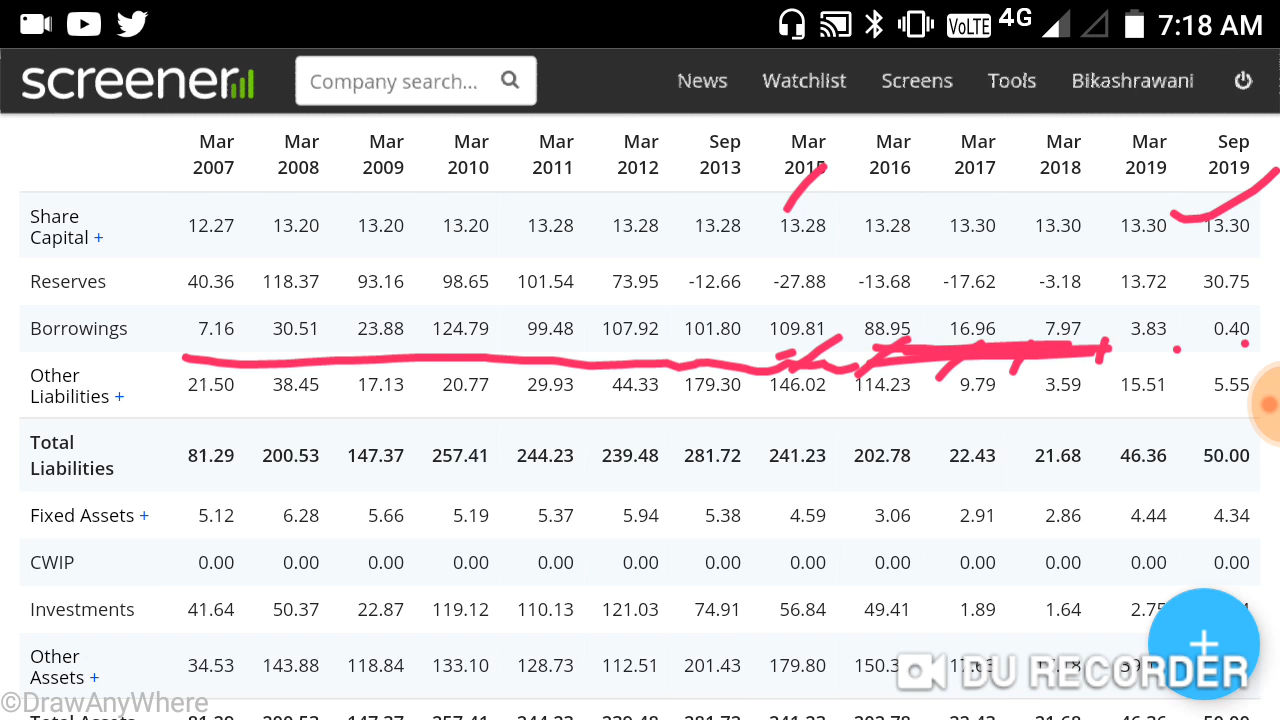 VoLTE 4G 7:18 AM
screener Company search... News Watchlist Screens Tools Bikashrawani
Mar 2007 Mar 2008 Mar 2009 Mar 2010 Mar 2011 Mar 2012 Sep 2013 Mar 2015 Mar 2016 Mar 2017 Mar 2018 Mar 2019 Sep 2019
Share Capital + 12.27 13.20 13.20 13.20 13.28 13.28 13.28 13.28 13.28 13.30 13.30 13.30 13.30
Reserves 40.36 118.37 93.16 98.65 101.54 73.95 -12.66 -27.88 -13.68 -17.62 -3.18 13.72 30.75
Borrowings 7.16 30.51 23.88 124.79 99.48 107.92 101.80 109.81 88.95 16.96 7.97 3.83 0.40
Other Liabilities + 21.50 38.45 17.13 20.77 29.93 44.33 179.30 146.02 114.23 9.79 3.59 15.51 5.55
Total Liabilities 81.29 200.53 147.37 257.41 244.23 239.48 281.72 241.23 202.78 22.43 21.68 46.36 50.00
Fixed Assets + 5.12 6.28 5.66 5.19 5.37 5.94 5.38 4.59 3.06 2.91 2.86 4.44 4.34
CWIP 0.00 0.00 0.00 0.00 0.00 0.00 0.00 0.00 0.00 0.00 0.00 0.00 0.00
Investments 41.64 50.37 22.87 119.12 110.13 121.03 74.91 56.84 49.41 1.89 1.64
Other Assets + 34.53 143.88 118.84 133.10 128.73 112.51 201.43 179.80
DU RECORDER
©DrawAnyWhere